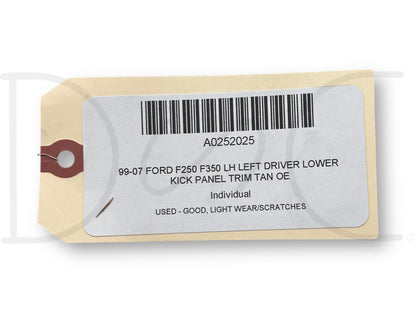 A0252025
99-07 FORD F250 F350 LH LEFT DRIVER LOWER
KICK PANEL TRIM TAN OE
Individual
USED - GOOD, LIGHT WEAR/SCRATCHES